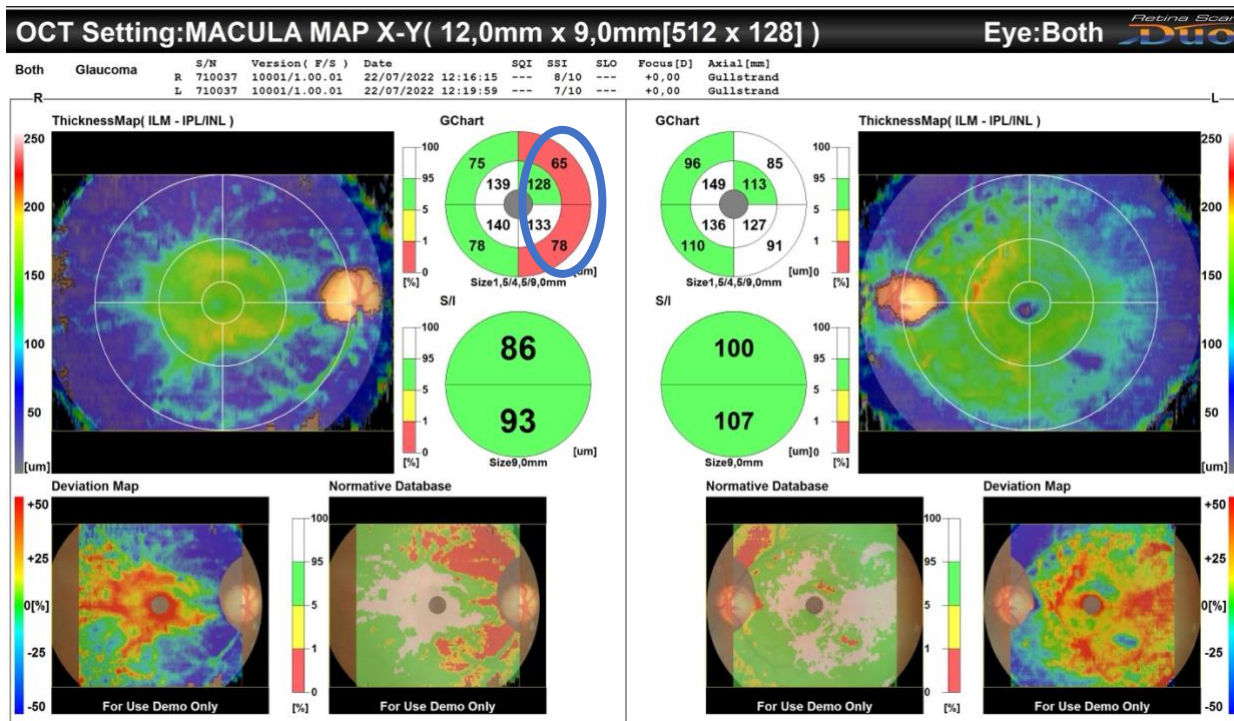 OCT Setting:MACULA MAP X-Y( 12,0mm x 9,0mm[512 x 128] ) Eye:Both Retina Scan Duo
Both Glaucoma S/N Version( F/S ) Date SQI SSI SLO Focus[D] Axial[mm]
R 710037 10001/1.00.01 22/07/2022 12:16:15 --- 8/10 --- +0,00 Gullstrand
L 710037 10001/1.00.01 22/07/2022 12:19:59 --- 7/10 --- +0,00 Gullstrand
R
ThicknessMap( ILM - IPL/INL )
250
200
150
100
50
[um]
GChart
100
95
5
1
0
[%]
75 65
139 128
140 133
78 78
[um]
Size1,5/4,5/9,0mm
S/I
100
95
5
1
0
[%]
86
93
[um]
Size9,0mm
Deviation Map
+50
+25
0[%]
-25
-50
For Use Demo Only
100
95
5
1
0
[%]
Normative Database
For Use Demo Only
L
GChart
96 85
149 113
136 127
110 91
[um]
Size1,5/4,5/9,0mm
100
95
5
1
0
[%]
ThicknessMap( ILM - IPL/INL )
250
200
150
100
50
[um]
S/I
100
107
[um]
Size9,0mm
100
95
5
1
0
[%]
Normative Database
For Use Demo Only
100
95
5
1
0
[%]
Deviation Map
For Use Demo Only
+50
+25
0[%]
-25
-50